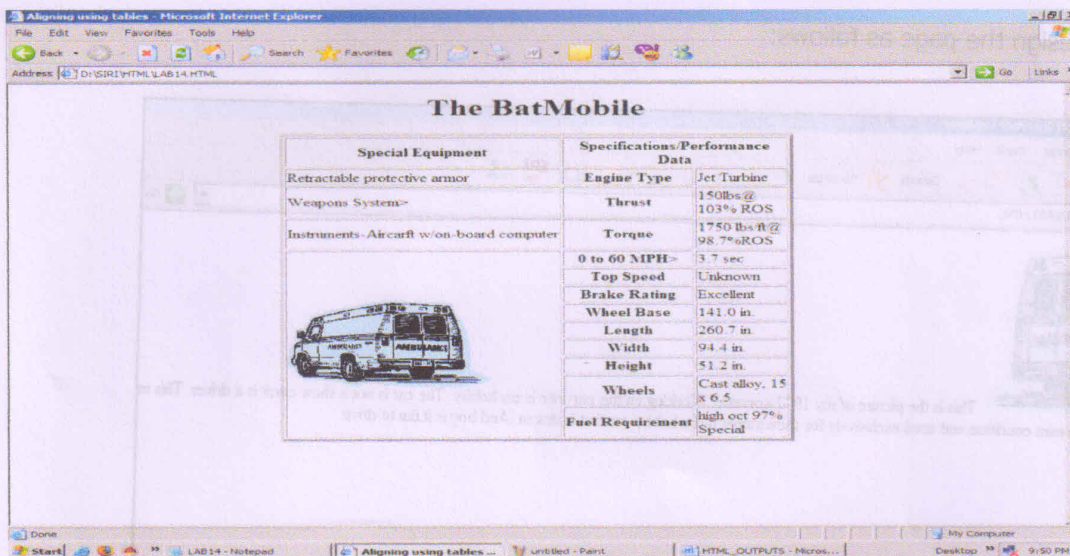 Aligning using tables - Microsoft Internet Explorer
File Edit View Favorites Tools Help
Back Search Favorites
Address D:\SIRI\HTML\LAB14.HTML Go Links
The BatMobile
Special Equipment
Specifications/Performance
Data
Retractable protective armor Engine Type Jet Turbine
Weapons System> Thrust 150lbs@
103% ROS
Instruments-Aircarft w/on-board computer Torque 1750 lbs ft@
98.7%ROS
0 to 60 MPH> 3.7 sec
Top Speed Unknown
Brake Rating Excellent
Wheel Base 141.0 in.
Length 260.7 in.
Width 94.4 in.
Height 51.2 in.
Wheels Cast alloy, 15
x 6.5
Fuel Requirement high oct 97%
Special
AMBULANCE AMBULANCE
Done My Computer
Start LAB14 - Notepad Aligning using tables ... untitled - Paint HTML_OUTPUTS - Micros... Desktop 9:50 PM